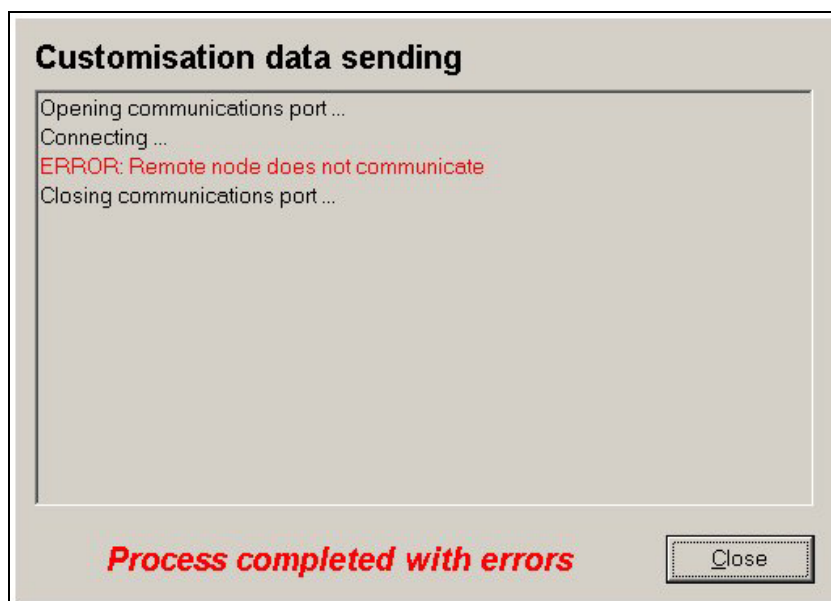 Customisation data sending
Opening communications port ...
Connecting ...
ERROR: Remote node does not communicate
Closing communications port ...
Process completed with errors
Close